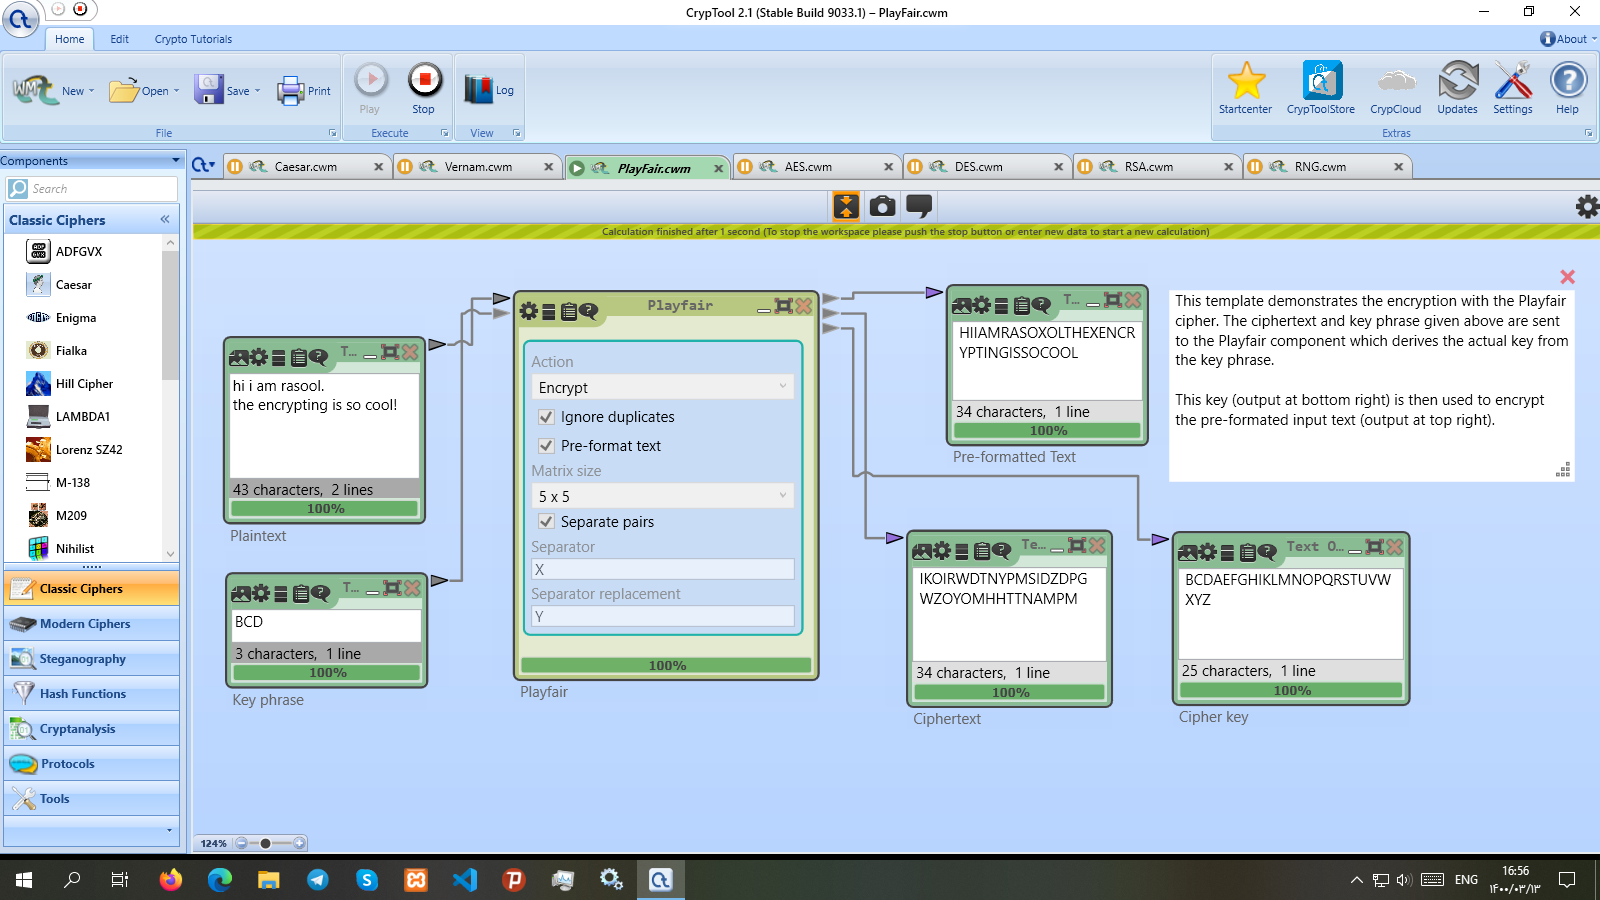 CrypTool 2.1 (Stable Build 9033.1) – PlayFair.cwm
Home Edit Crypto Tutorials About
New Open Save Print Play Stop Log Startcenter CrypToolStore CrypCloud Updates Settings Help
File Execute View Extras
Components
Caesar.cwm Vernam.cwm PlayFair.cwm AES.cwm DES.cwm RSA.cwm RNG.cwm
Search
Classic Ciphers
ADFGVX
Caesar
Enigma
Fialka
Hill Cipher
LAMBDA1
Lorenz SZ42
M-138
M209
Nihilist
Classic Ciphers
Modern Ciphers
Steganography
Hash Functions
Cryptanalysis
Protocols
Tools
Calculation finished after 1 second (To stop the workspace please push the stop button or enter new data to start a new calculation)
T...
hi i am rasool.
the encrypting is so cool!
43 characters, 2 lines
100%
Plaintext
T...
BCD
3 characters, 1 line
100%
Key phrase
Playfair
Action
Encrypt
Ignore duplicates
Pre-format text
Matrix size
5 x 5
Separate pairs
Separator
X
Separator replacement
Y
100%
Playfair
T...
HIIAMRASOXOLTHEXENCR
YPTINGISSOCOOL
34 characters, 1 line
100%
Pre-formatted Text
This template demonstrates the encryption with the Playfair
cipher. The ciphertext and key phrase given above are sent
to the Playfair component which derives the actual key from
the key phrase.
This key (output at bottom right) is then used to encrypt
the pre-formated input text (output at top right).
Te...
IKOIRWDTNYPMSIDZDPG
WZOYOMHHTTNAMPM
34 characters, 1 line
100%
Ciphertext
Text O...
BCDAEFGHIKLMNOPQRSTUVW
XYZ
25 characters, 1 line
100%
Cipher key
124%
ENG
16:56
۱۴۰۰/۰۳/۱۳